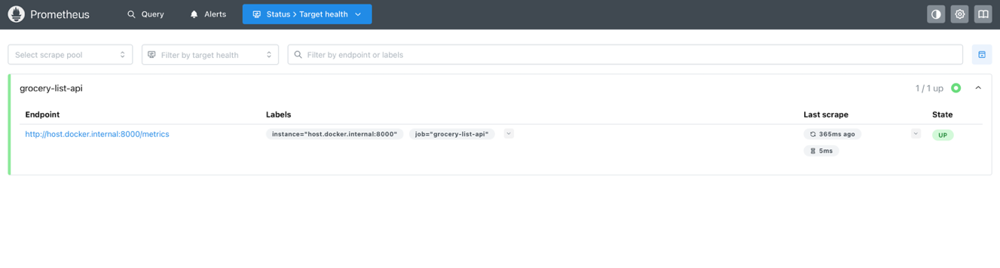 Prometheus Query Alerts Status > Target health
Select scrape pool Filter by target health Filter by endpoint or labels
grocery-list-api 1 / 1 up
Endpoint Labels Last scrape State
http://host.docker.internal:8000/metrics instance="host.docker.internal:8000" job="grocery-list-api" 365ms ago UP
5ms